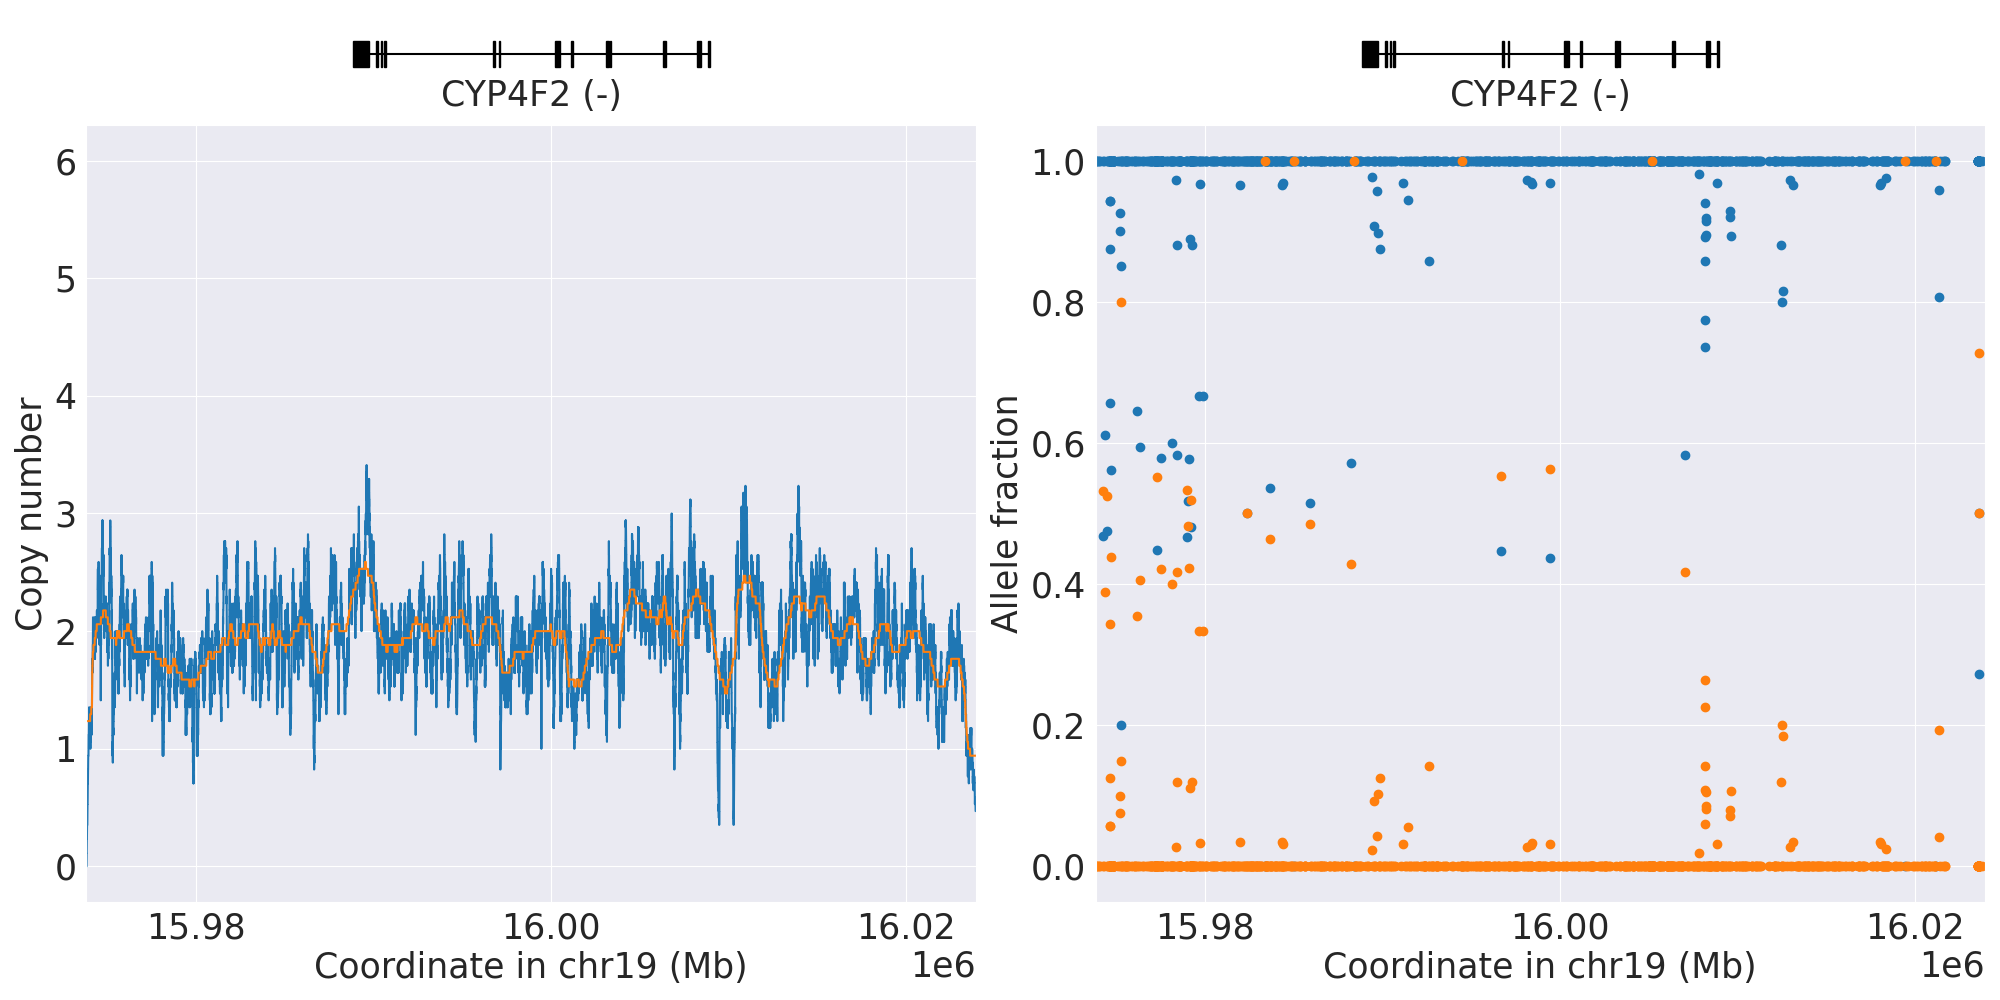 CYP4F2 (-)
6
5
4
3
2
1
0
Copy number
15.98
16.00
16.02
Coordinate in chr19 (Mb)
1e6
CYP4F2 (-)
1.0
0.8
0.6
0.4
0.2
0.0
Allele fraction
15.98
16.00
16.02
Coordinate in chr19 (Mb)
1e6